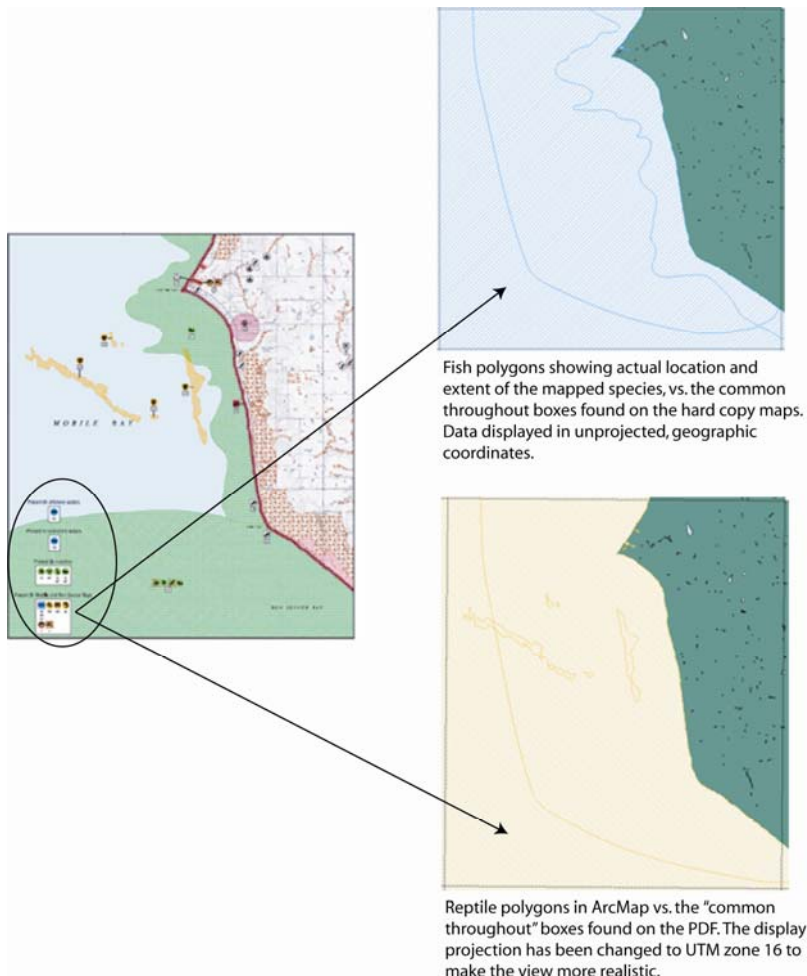 Fish polygons showing actual location and
extent of the mapped species, vs. the common
throughout boxes found on the hard copy maps.
Data displayed in unprojected, geographic
coordinates.
MOBILE BAY
BON SECOUR BAY
Reptile polygons in ArcMap vs. the “common
throughout” boxes found on the PDF. The display
projection has been changed to UTM zone 16 to
make the view more realistic.